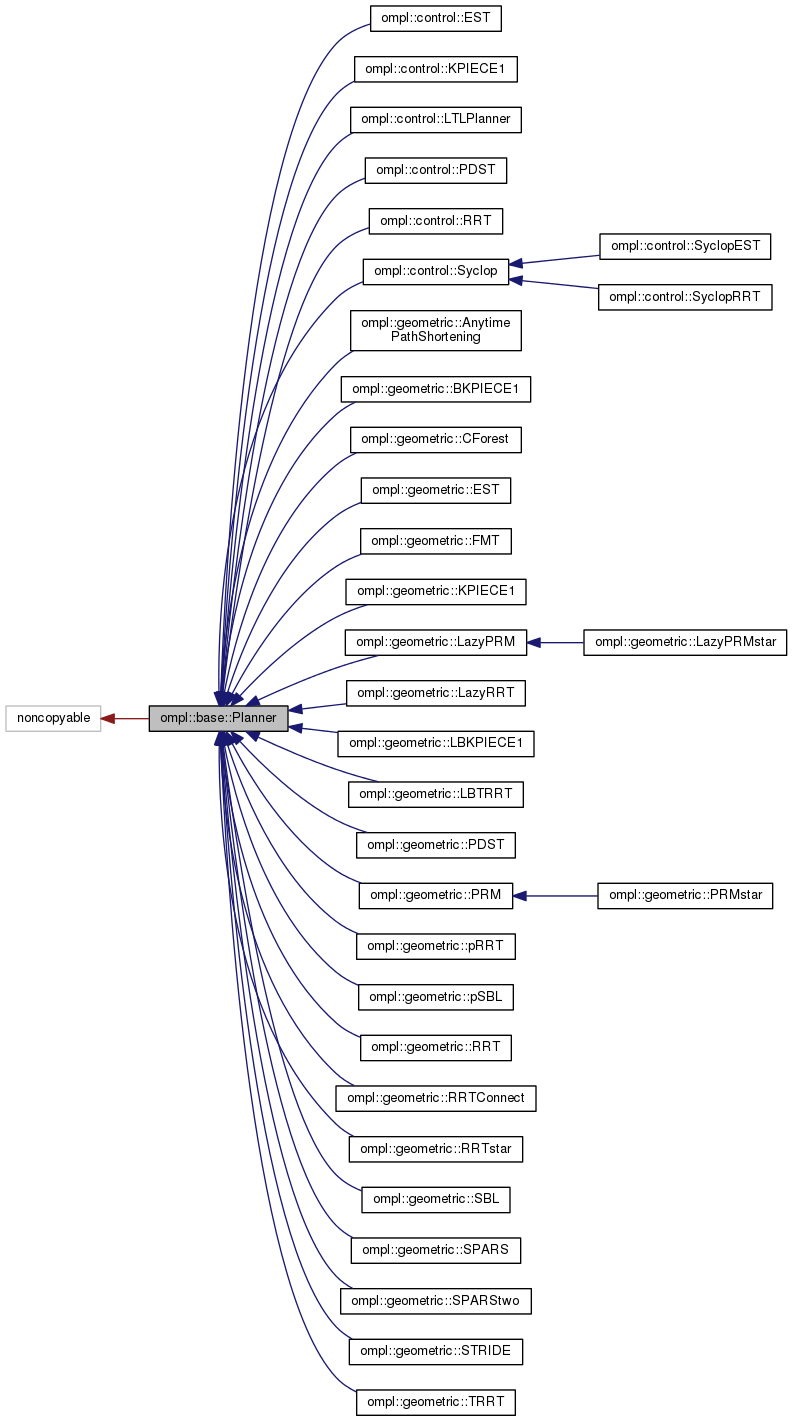 ompl::control::EST
ompl::control::KPIECE1
ompl::control::LTLPlanner
ompl::control::PDST
ompl::control::RRT
ompl::control::SyclopEST
ompl::control::Syclop
ompl::control::SyclopRRT
ompl::geometric::Anytime
PathShortening
ompl::geometric::BKPIECE1
ompl::geometric::CForest
ompl::geometric::EST
ompl::geometric::FMT
ompl::geometric::KPIECE1
ompl::geometric::LazyPRM
ompl::geometric::LazyPRMstar
ompl::geometric::LazyRRT
noncopyable
ompl::base::Planner
ompl::geometric::LBKPIECE1
ompl::geometric::LBTRRT
ompl::geometric::PDST
ompl::geometric::PRM
ompl::geometric::PRMstar
ompl::geometric::pRRT
ompl::geometric::pSBL
ompl::geometric::RRT
ompl::geometric::RRTConnect
ompl::geometric::RRTstar
ompl::geometric::SBL
ompl::geometric::SPARS
ompl::geometric::SPARStwo
ompl::geometric::STRIDE
ompl::geometric::TRRT